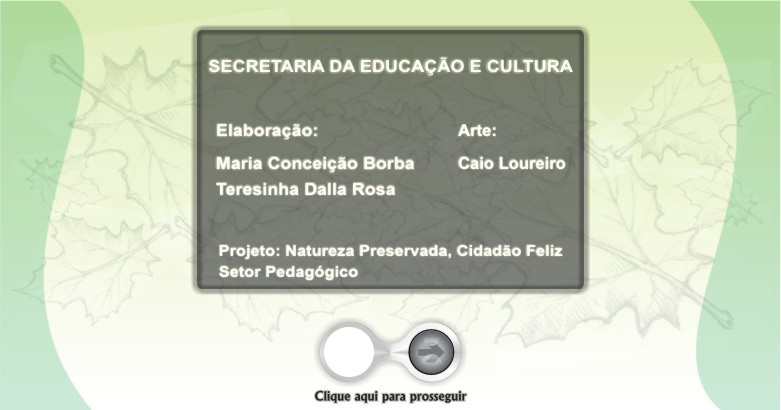 SECRETARIA DA EDUCAÇÃO E CULTURA
Elaboração:
Maria Conceição Borba
Teresinha Dalla Rosa
Arte:
Caio Loureiro
Projeto: Natureza Preservada, Cidadão Feliz
Setor Pedagógico
Clique aqui para prosseguir